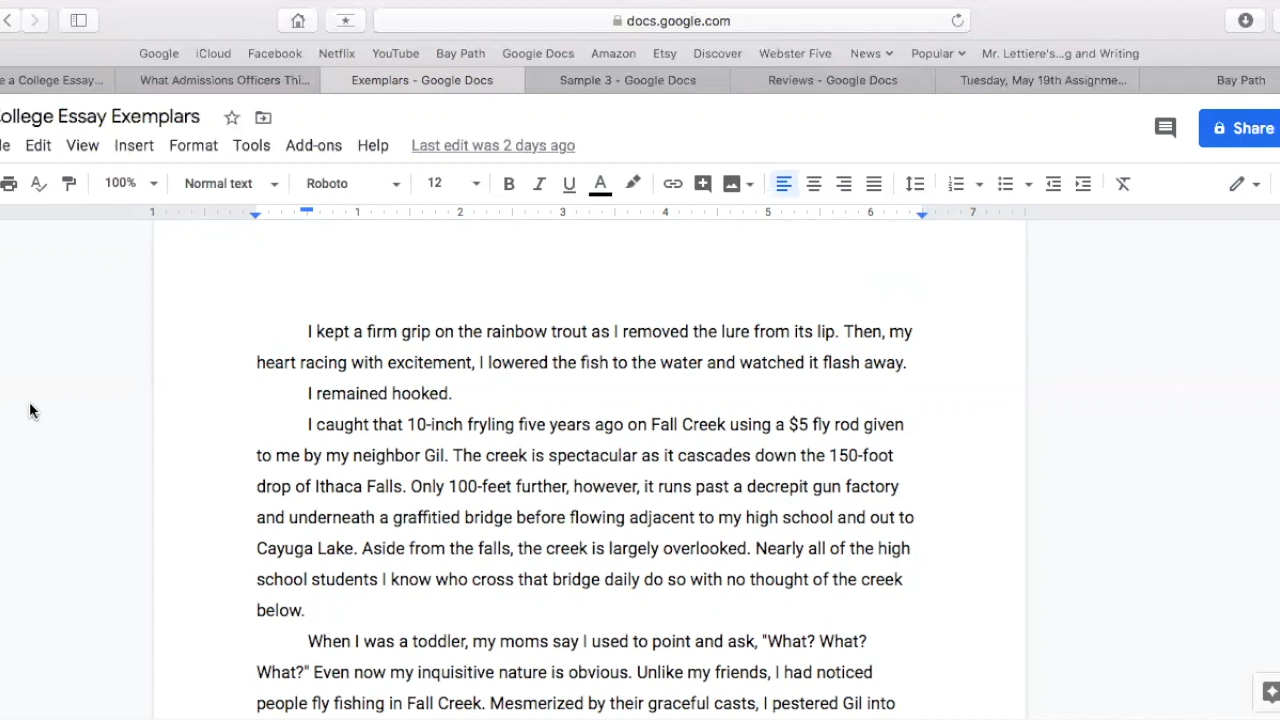 docs.google.com
Google iCloud Facebook Netflix YouTube Bay Path Google Docs Amazon Etsy Discover Webster Five News Popular Mr. Lettiere's...g and Writing
e a College Essay... What Admissions Officers Thi... Exemplars - Google Docs Sample 3 - Google Docs Reviews - Google Docs Tuesday, May 19th Assignme... Bay Path
ollege Essay Exemplars
le Edit View Insert Format Tools Add-ons Help Last edit was 2 days ago
Share
100% Normal text Roboto 12 B I U A
1 1 2 3 4 5 6 7
I kept a firm grip on the rainbow trout as I removed the lure from its lip. Then, my
heart racing with excitement, I lowered the fish to the water and watched it flash away.
I remained hooked.
I caught that 10-inch fryling five years ago on Fall Creek using a $5 fly rod given
to me by my neighbor Gil. The creek is spectacular as it cascades down the 150-foot
drop of Ithaca Falls. Only 100-feet further, however, it runs past a decrepit gun factory
and underneath a graffitied bridge before flowing adjacent to my high school and out to
Cayuga Lake. Aside from the falls, the creek is largely overlooked. Nearly all of the high
school students I know who cross that bridge daily do so with no thought of the creek
below.
When I was a toddler, my moms say I used to point and ask, "What? What?
What?" Even now my inquisitive nature is obvious. Unlike my friends, I had noticed
people fly fishing in Fall Creek. Mesmerized by their graceful casts, I pestered Gil into